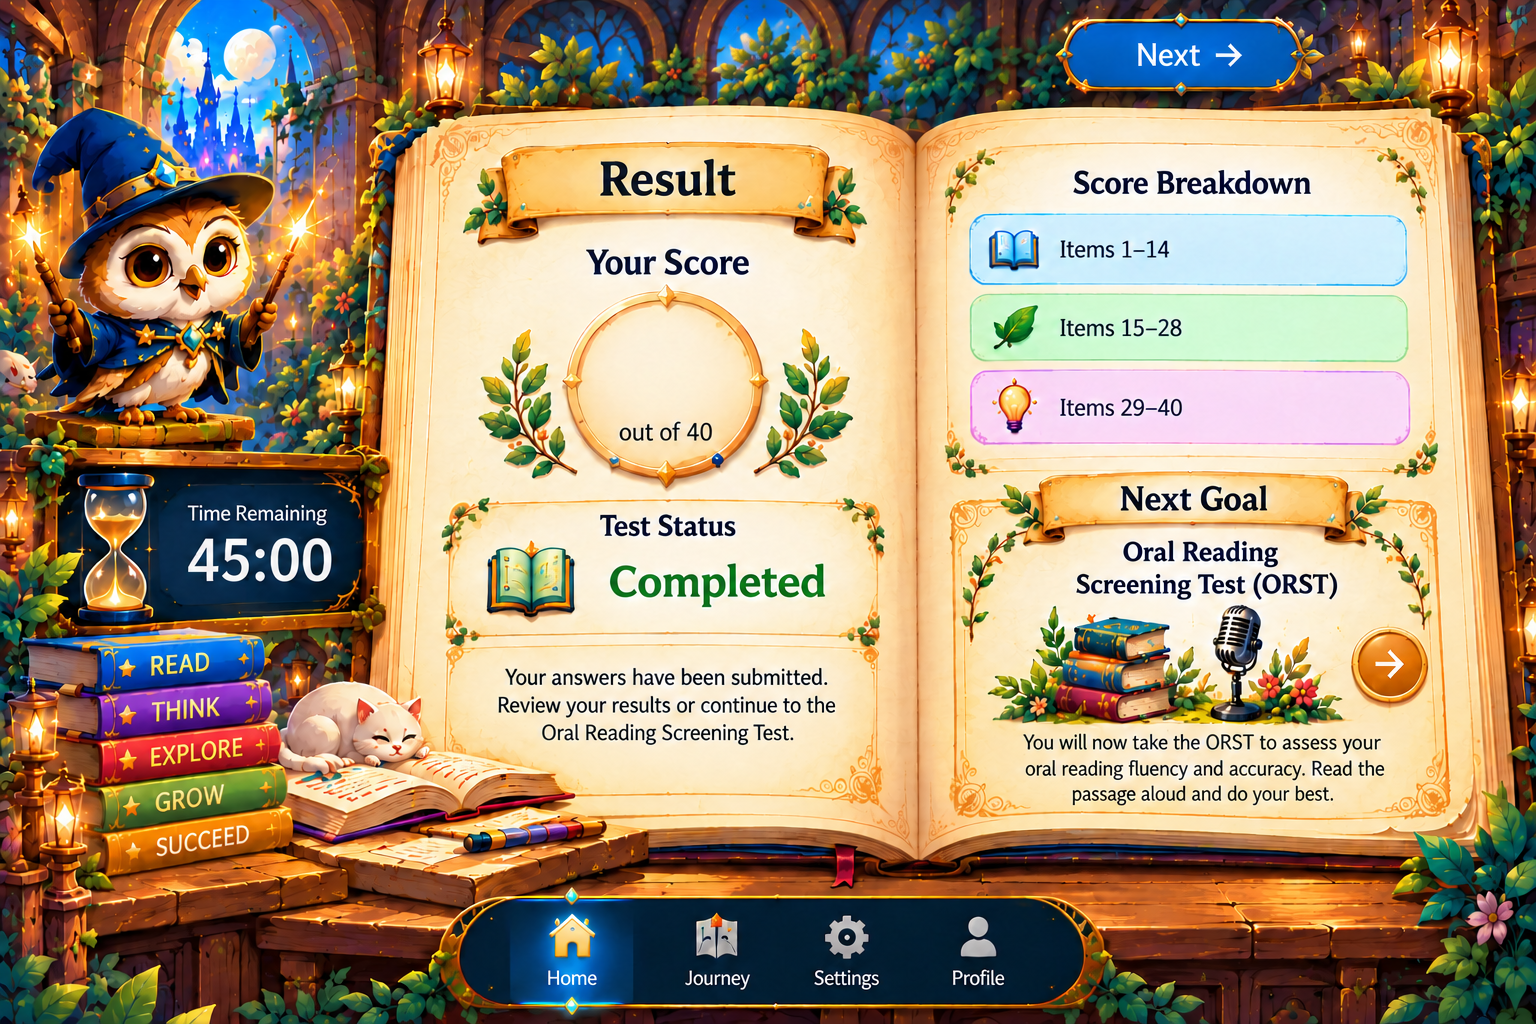 Next →
Result
Your Score
out of 40
Test Status
Completed
Your answers have been submitted.
Review your results or continue to the
Oral Reading Screening Test.
Score Breakdown
Items 1–14
Items 15–28
Items 29–40
Next Goal
Oral Reading
Screening Test (ORST)
You will now take the ORST to assess your
oral reading fluency and accuracy. Read the
passage aloud and do your best.
Time Remaining
45:00
READ
THINK
EXPLORE
GROW
SUCCEED
Home
Journey
Settings
Profile